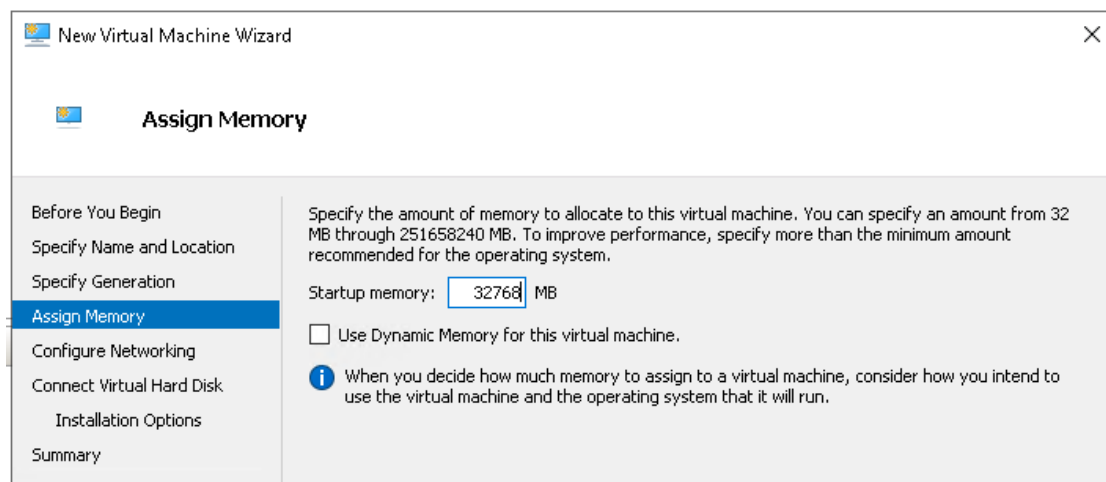 New Virtual Machine Wizard
Assign Memory
Before You Begin
Specify Name and Location
Specify Generation
Assign Memory
Configure Networking
Connect Virtual Hard Disk
Installation Options
Summary
Specify the amount of memory to allocate to this virtual machine. You can specify an amount from 32
MB through 251658240 MB. To improve performance, specify more than the minimum amount
recommended for the operating system.
Startup memory: 32768 MB
Use Dynamic Memory for this virtual machine.
When you decide how much memory to assign to a virtual machine, consider how you intend to
use the virtual machine and the operating system that it will run.